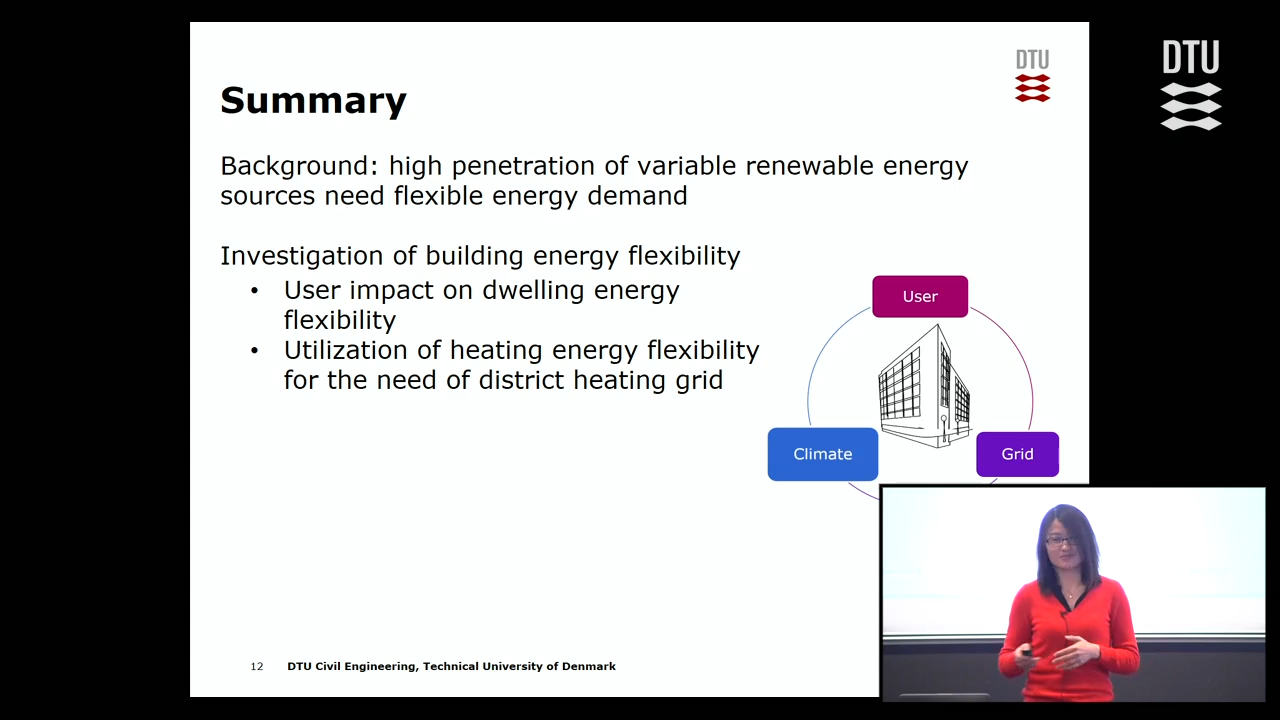 DTU
DTU
Summary
Background: high penetration of variable renewable energy
sources need flexible energy demand
Investigation of building energy flexibility
• User impact on dwelling energy
flexibility
• Utilization of heating energy flexibility
for the need of district heating grid
User
Climate
Grid
12 DTU Civil Engineering, Technical University of Denmark